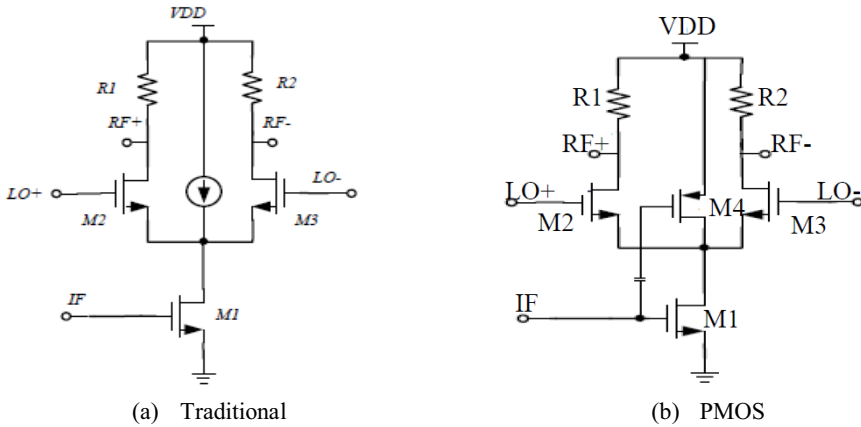 VDD
R1
R2
RF+
RF-
LO+
LO-
M2
M3
IF
M1
(a) Traditional
VDD
R1
R2
RF+
RF-
LO+
M4
LO-
M2
M3
IF
M1
(b) PMOS